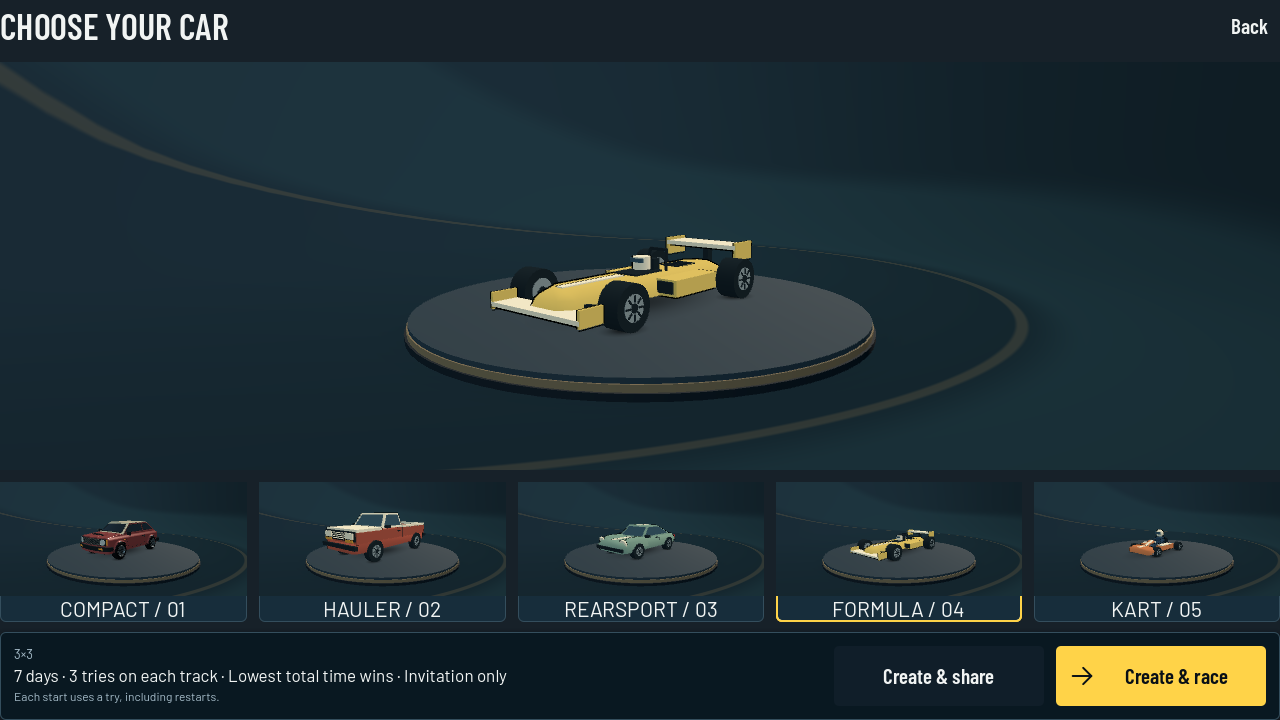 CHOOSE YOUR CAR
Back
COMPACT / 01
HAULER / 02
REARSPORT / 03
FORMULA / 04
KART / 05
3×3
7 days · 3 tries on each track · Lowest total time wins · Invitation only
Each start uses a try, including restarts.
Create & share
Create & race